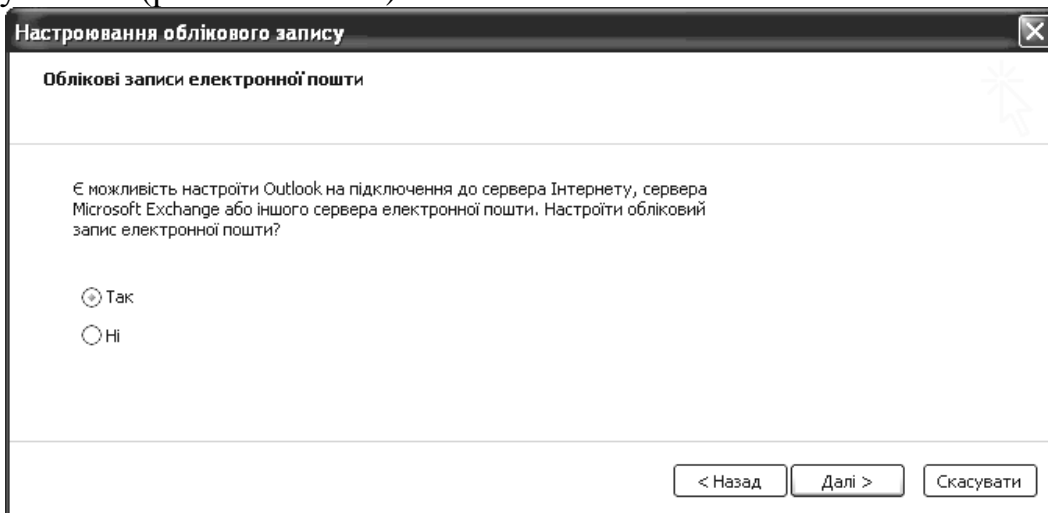 Настроювання облікового запису
Облікові записи електронної пошти
Є можливість настроїти Outlook на підключення до сервера Інтернету, сервера
Microsoft Exchange або іншого сервера електронної пошти. Настроїти обліковий
запис електронної пошти?
Так
Ні
< Назад Далі > Скасувати